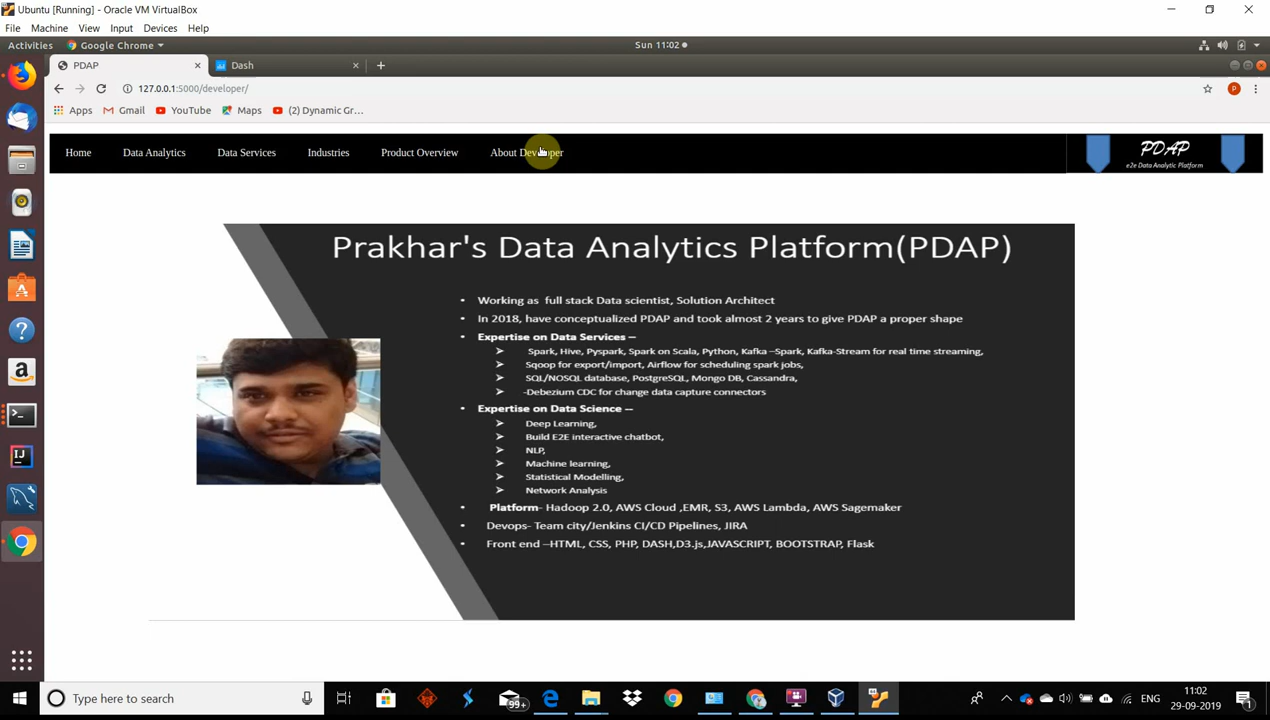 Ubuntu [Running] - Oracle VM VirtualBox
File Machine View Input Devices Help
Activities Google Chrome Sun 11:02
PDAP Dash
127.0.0.1:5000/developer/ P
Apps Gmail YouTube Maps (2) Dynamic Gr...
Home Data Analytics Data Services Industries Product Overview About Developer PDAP
e2e Data Analytic Platform
Prakhar's Data Analytics Platform(PDAP)
• Working as full stack Data scientist, Solution Architect
• In 2018, have conceptualized PDAP and took almost 2 years to give PDAP a proper shape
• Expertise on Data Services –
➤ Spark, Hive, Pyspark, Spark on Scala, Python, Kafka –Spark, Kafka-Stream for real time streaming,
➤ Sqoop for export/import, Airflow for scheduling spark jobs,
➤ SQL/NOSQL database, PostgreSQL, Mongo DB, Cassandra,
➤ -Debezium CDC for change data capture connectors
• Expertise on Data Science –
➤ Deep Learning,
➤ Build E2E interactive chatbot,
➤ NLP,
➤ Machine learning,
➤ Statistical Modelling,
➤ Network Analysis
• Platform- Hadoop 2.0, AWS Cloud ,EMR, S3, AWS Lambda, AWS Sagemaker
• Devops- Team city/Jenkins CI/CD Pipelines, JIRA
• Front end –HTML, CSS, PHP, DASH,D3.js,JAVASCRIPT, BOOTSTRAP, Flask
Type here to search 99+ ENG 11:02
29-09-2019 1